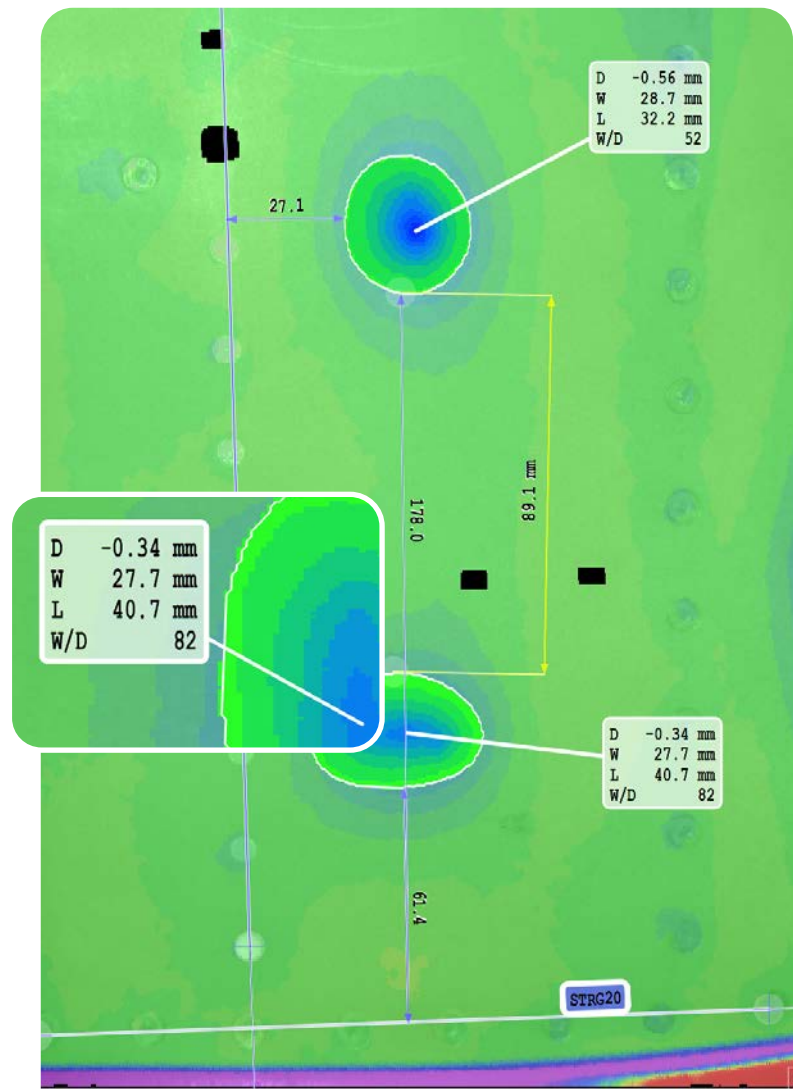 D -0.56 mm
W 28.7 mm
L 32.2 mm
W/D 52
27.1
178.0
89.1 mm
D -0.34 mm
W 27.7 mm
L 40.7 mm
W/D 82
D -0.34 mm
W 27.7 mm
L 40.7 mm
W/D 82
61.4
STRG20